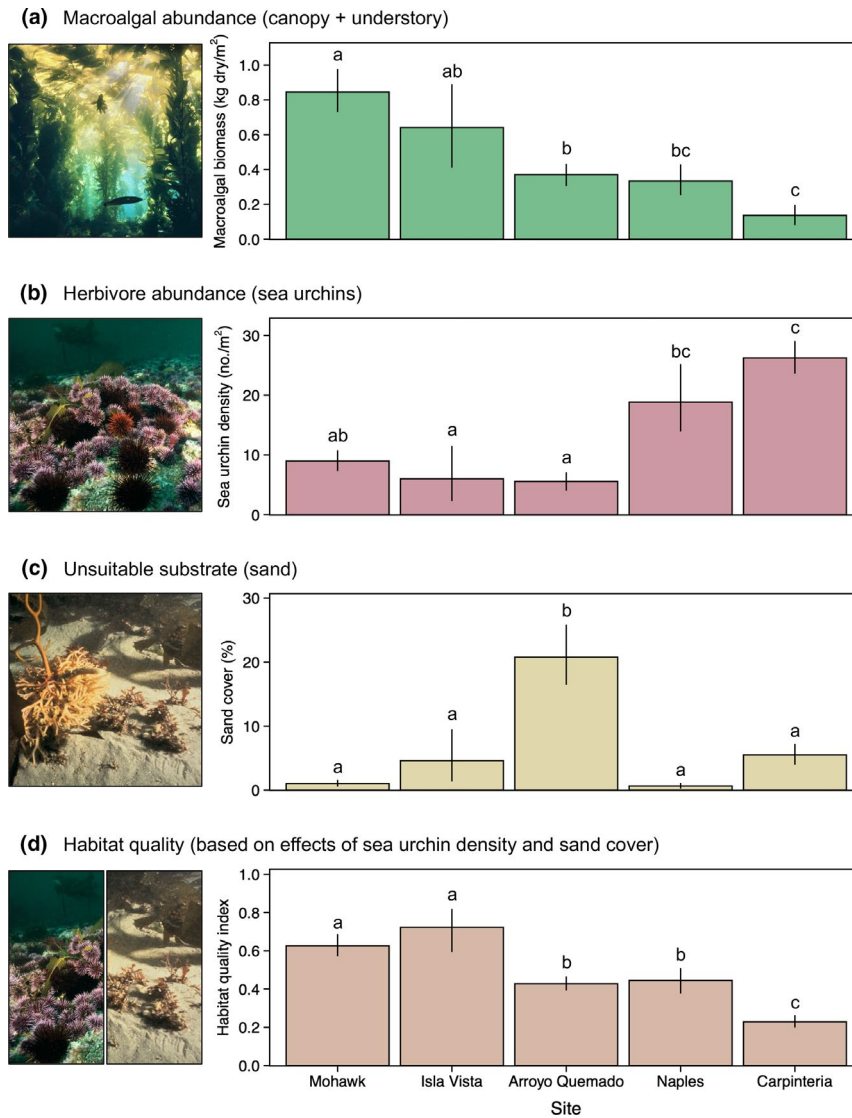 (a) Macroalgal abundance (canopy + understory)
Macroalgal biomass (kg dry/m²)
1.0
0.8
0.6
0.4
0.2
0.0
a
ab
b
bc
c
(b) Herbivore abundance (sea urchins)
Sea urchin density (no./m²)
30
20
10
0
ab
a
a
bc
c
(c) Unsuitable substrate (sand)
Sand cover (%)
30
20
10
0
a
a
b
a
a
(d) Habitat quality (based on effects of sea urchin density and sand cover)
Habitat quality index
1.0
0.8
0.6
0.4
0.2
0.0
a
a
b
b
c
Mohawk Isla Vista Arroyo Quemado Naples Carpinteria
Site